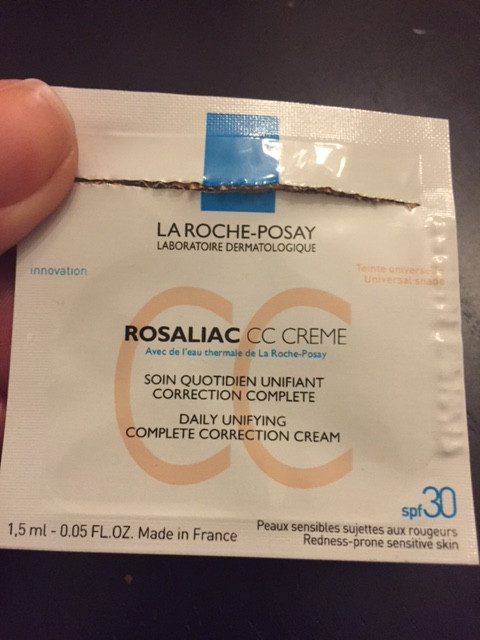 LA ROCHE-POSAY
LABORATOIRE DERMATOLOGIQUE
innovation
Teinte universelle
Universal shade
ROSALIAC CC CREME
Avec de l'eau thermale de La Roche-Posay
SOIN QUOTIDIEN UNIFIANT
CORRECTION COMPLETE
DAILY UNIFYING
COMPLETE CORRECTION CREAM
CC
spf30
1,5 ml - 0.05 FL.OZ. Made in France
Peaux sensibles sujettes aux rougeurs
Redness-prone sensitive skin